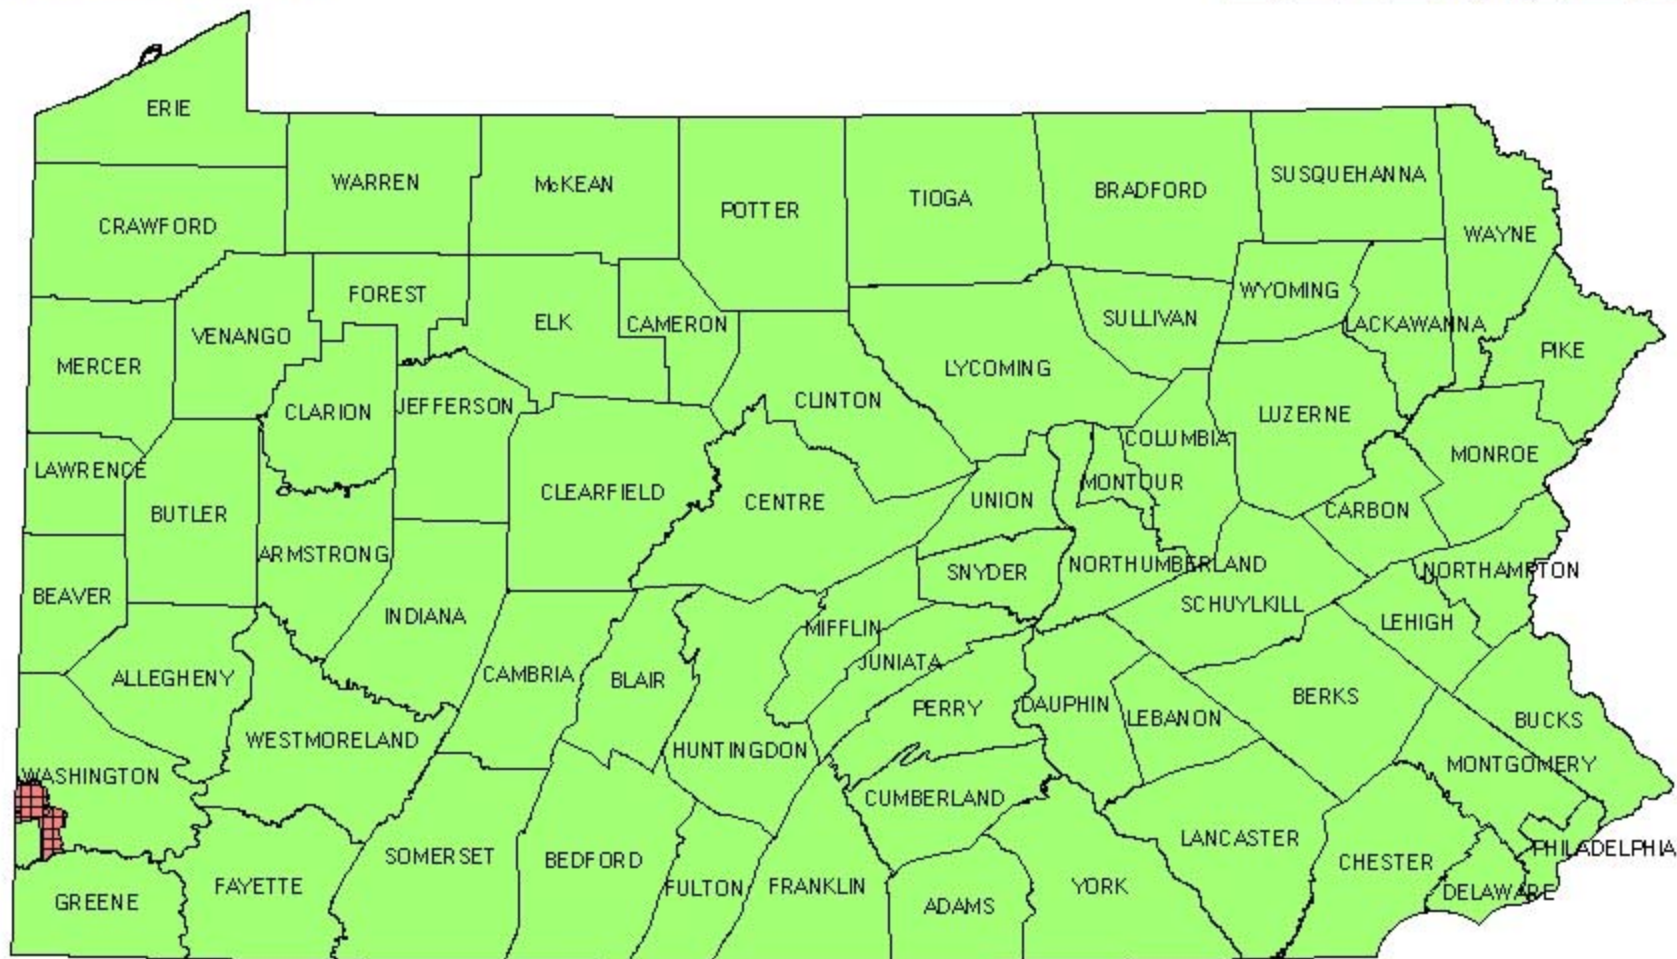 ERIE
WARREN
McKEAN
POTTER
TIOGA
BRADFORD
SUSQUEHANNA
WAYNE
CRAWFORD
FOREST
WYOMING
VENANGO
ELK
CAMERON
SULLIVAN
LACKAWANNA
PIKE
MERCER
LYCOMING
CLARION
JEFFERSON
CLINTON
LUZERNE
COLUMBIA
MONROE
LAWRENCE
MONTOUR
CLEARFIELD
CENTRE
UNION
CARBON
BUTLER
ARMSTRONG
SNYDER
NORTHUMBERLAND
NORTHAMPTON
BEAVER
SCHUYLKILL
INDIANA
MIFFLIN
LEHIGH
JUNIATA
ALLEGHENY
CAMBRIA
BLAIR
BERKS
PERRY
DAUPHIN
LEBANON
BUCKS
WESTMORELAND
HUNTINGDON
MONTGOMERY
WASHINGTON
CUMBERLAND
LANCASTER
PHILADELPHIA
SOMERSET
BEDFORD
CHESTER
FAYETTE
FULTON
FRANKLIN
YORK
DELAWARE
GREENE
ADAMS